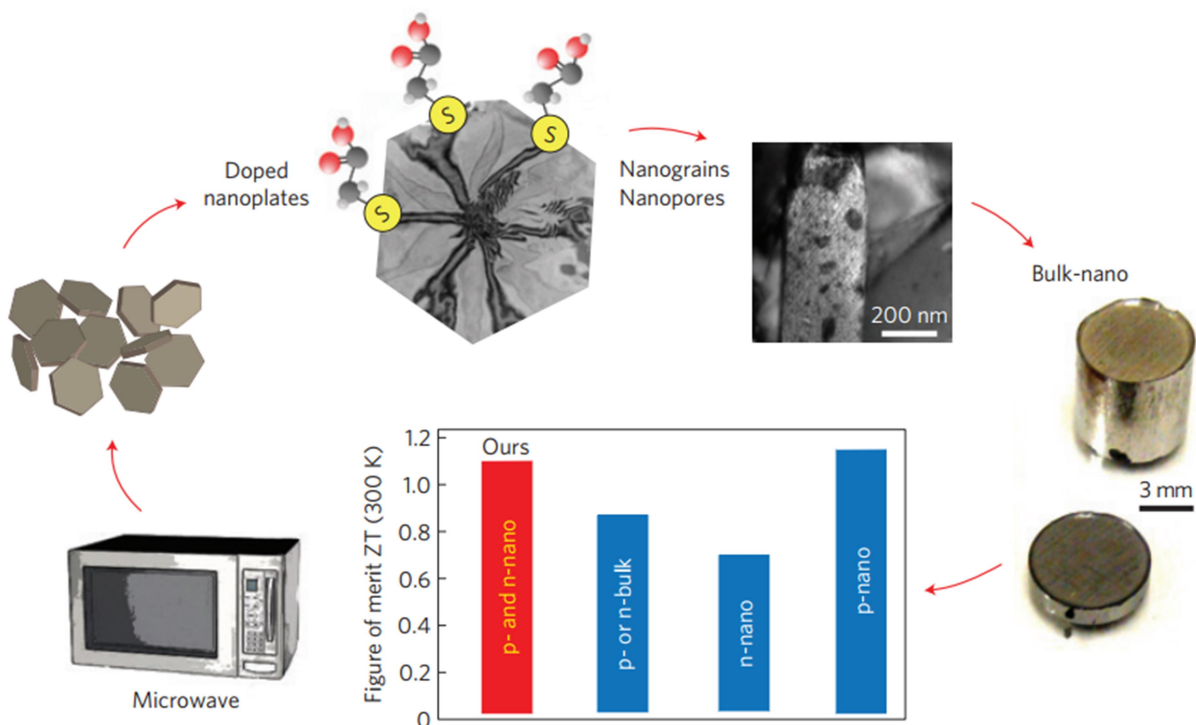 Doped
nanoplates
S
S
S
Nanograins
Nanopores
200 nm
Bulk-nano
3 mm
Microwave
Figure of merit ZT (300 K)
1.2
1.0
0.8
0.6
0.4
0.2
0
Ours
p- and n-nano
p- or n-bulk
n-nano
p-nano